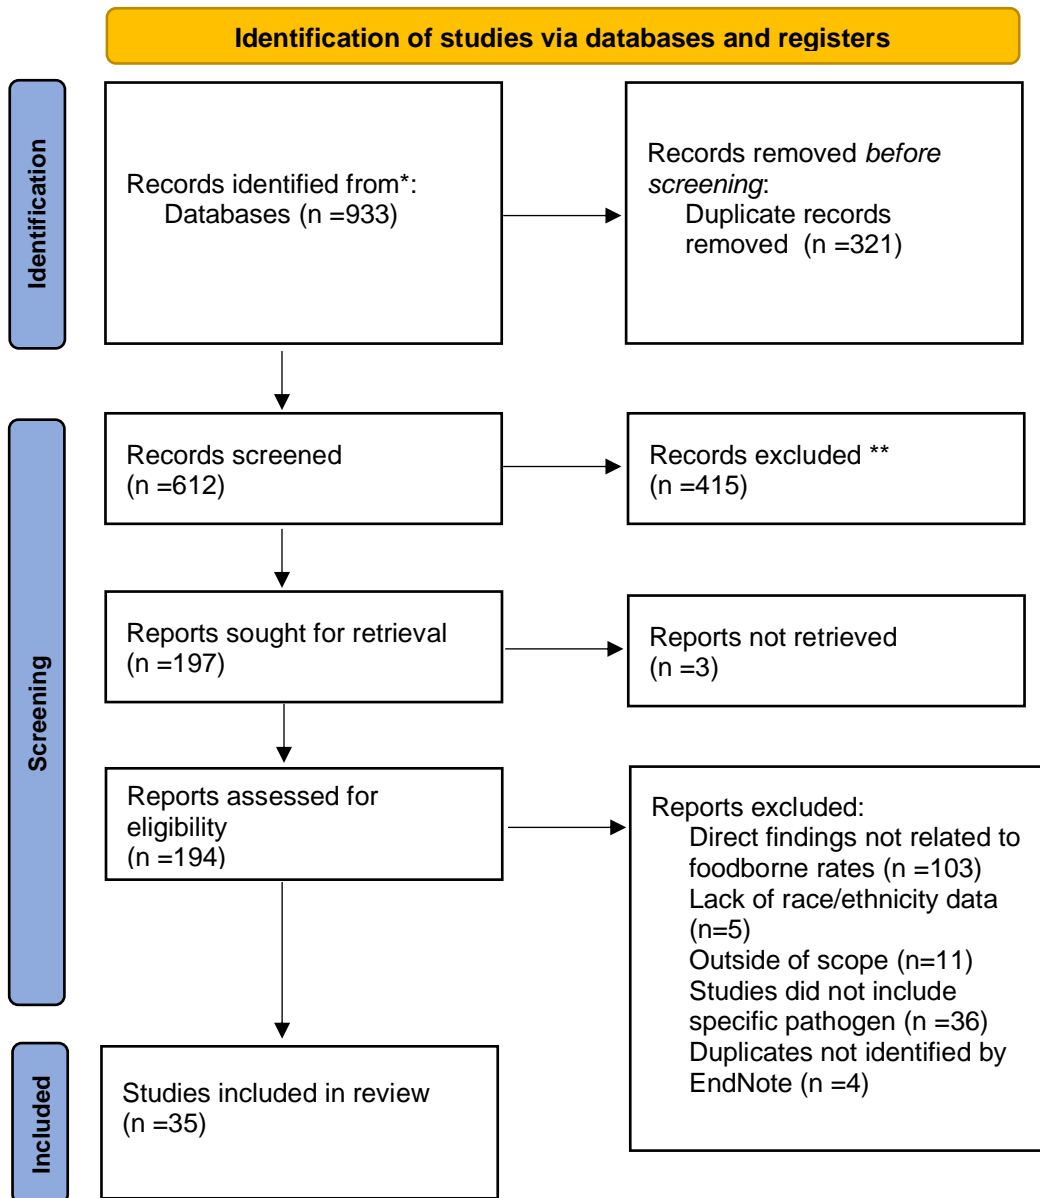 Identification of studies via databases and registers
Identification
Records identified from*:
Databases (n =933)
Records removed before
screening:
Duplicate records
removed  (n =321)
Screening
Records screened
(n =612)
Records excluded **
(n =415)
Reports sought for retrieval
(n =197)
Reports not retrieved
(n =3)
Reports assessed for
eligibility
(n =194)
Reports excluded:
Direct findings not related to
foodborne rates (n =103)
Lack of race/ethnicity data
(n=5)
Outside of scope (n=11)
Studies did not include
specific pathogen (n =36)
Duplicates not identified by
EndNote (n =4)
Included
Studies included in review
(n =35)